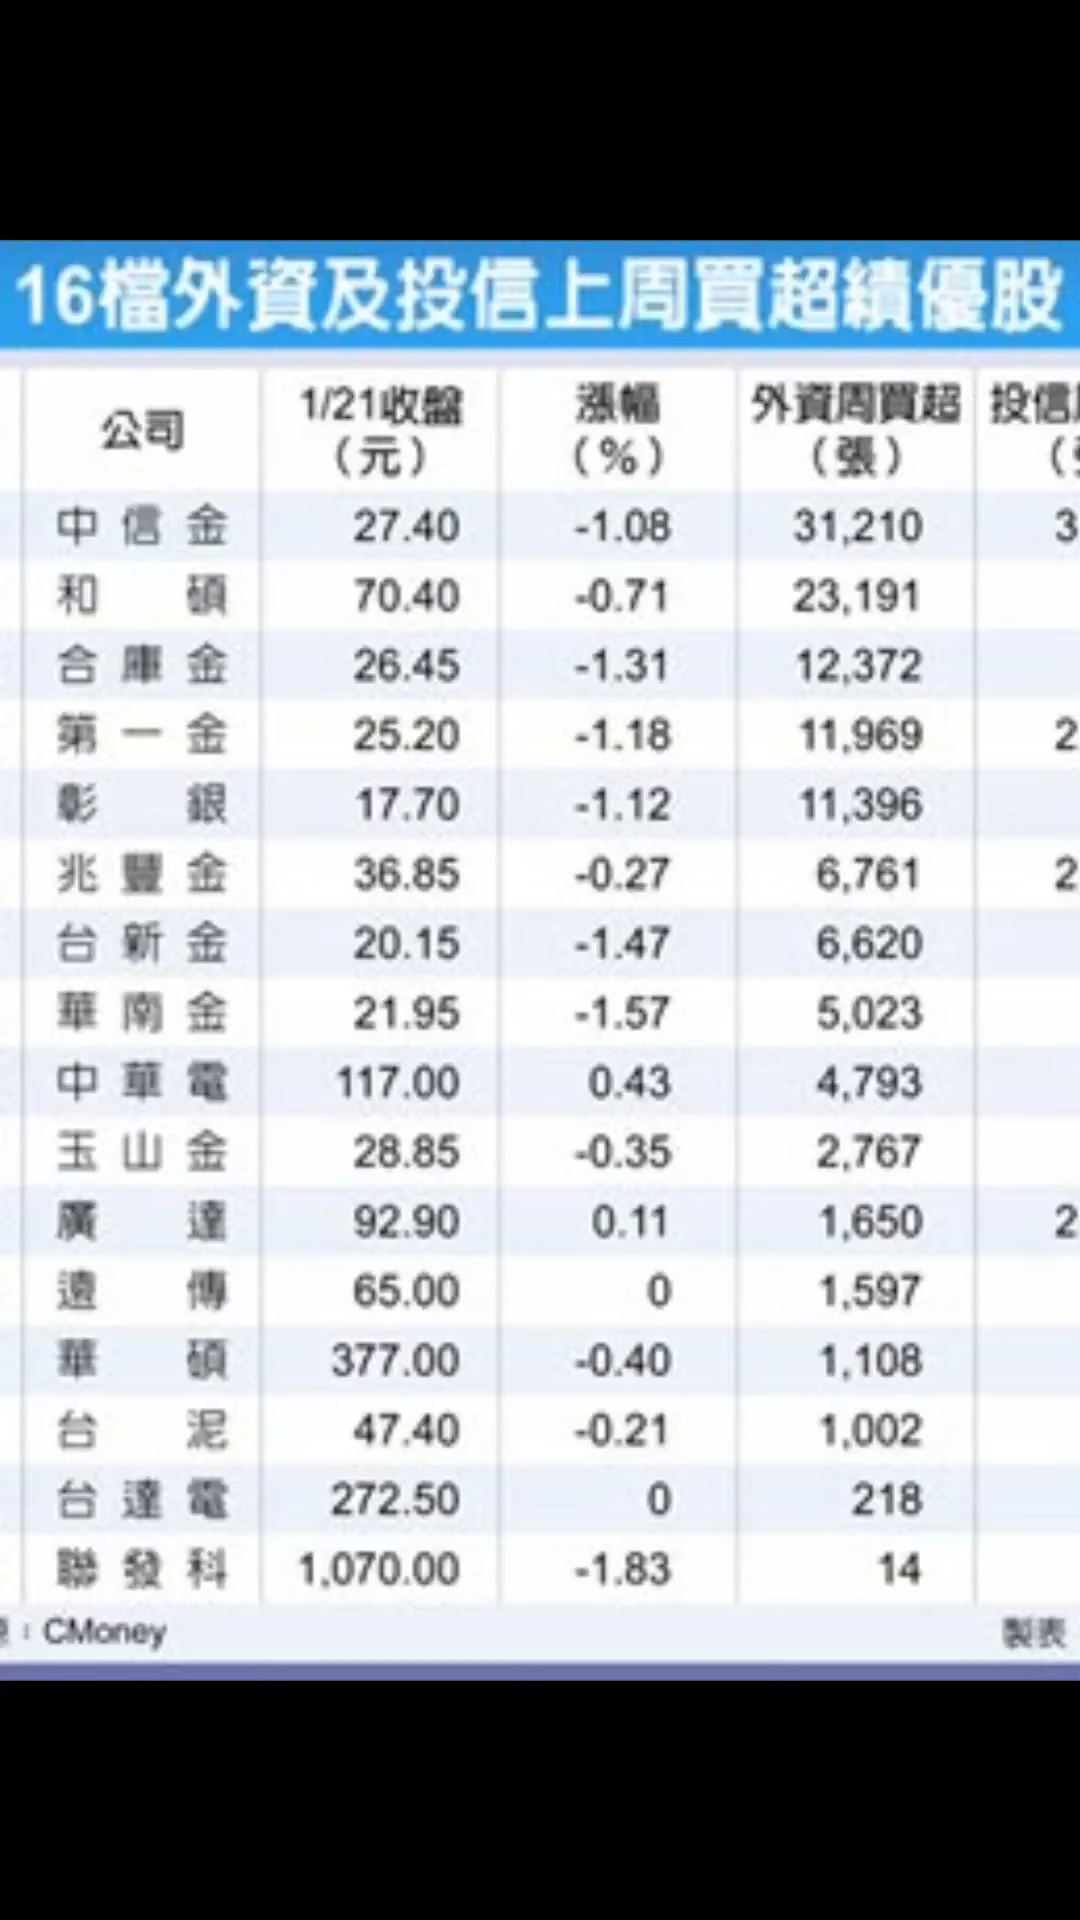 16檔外資及投信上周買超績優股
公司 1/21收盤(元) 漲幅(%) 外資周買超(張) 投信
中信金 27.40 -1.08 31,210 3
和碩 70.40 -0.71 23,191
合庫金 26.45 -1.31 12,372
第一金 25.20 -1.18 11,969 2
彰銀 17.70 -1.12 11,396
兆豐金 36.85 -0.27 6,761 2
台新金 20.15 -1.47 6,620
華南金 21.95 -1.57 5,023
中華電 117.00 0.43 4,793
玉山金 28.85 -0.35 2,767
廣達 92.90 0.11 1,650 2
遠傳 65.00 0 1,597
華碩 377.00 -0.40 1,108
台泥 47.40 -0.21 1,002
台達電 272.50 0 218
聯發科 1,070.00 -1.83 14
：CMoney 製表